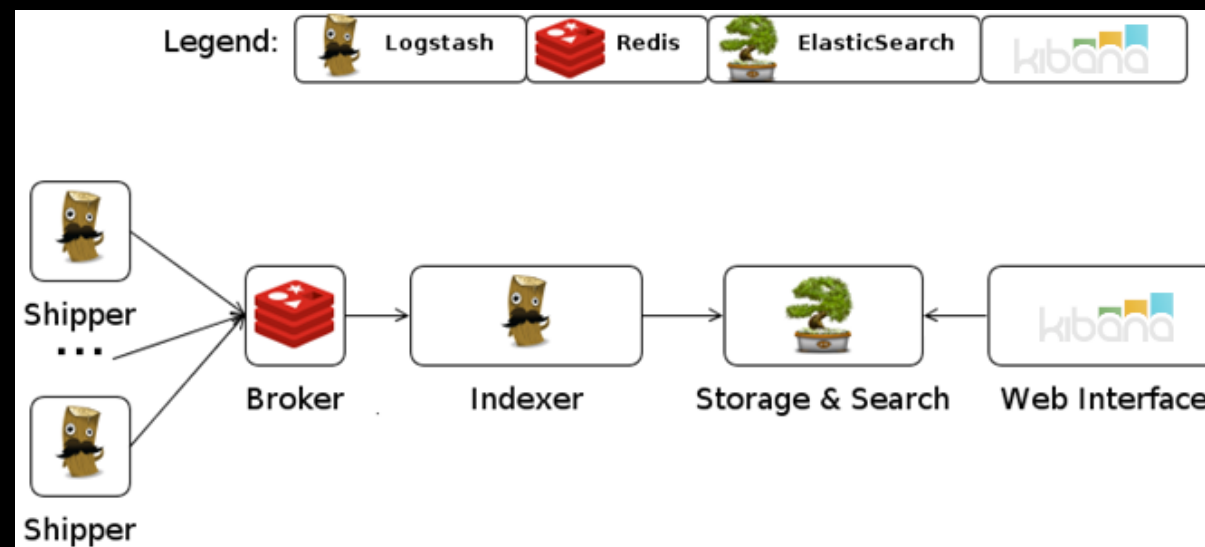 Legend: Logstash Redis ElasticSearch kibana
Shipper
...
Shipper
Broker
Indexer
Storage & Search
kibana
Web Interface